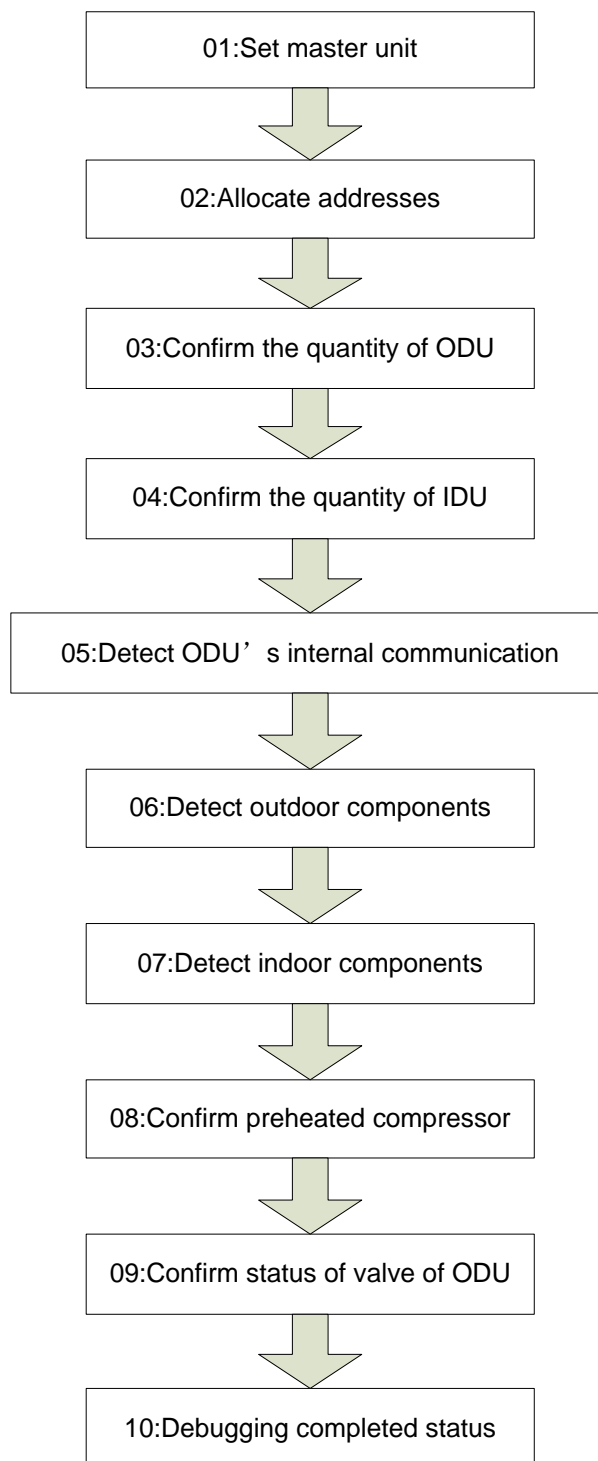 01:Set master unit
02:Allocate addresses
03:Confirm the quantity of ODU
04:Confirm the quantity of IDU
05:Detect ODU’s internal communication
06:Detect outdoor components
07:Detect indoor components
08:Confirm preheated compressor
09:Confirm status of valve of ODU
10:Debugging completed status